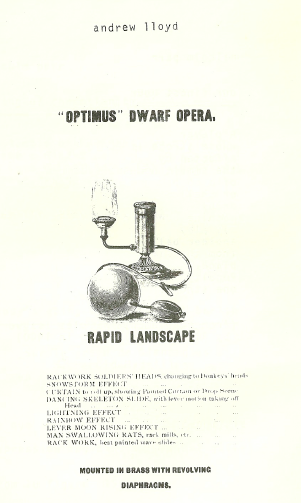 andrew lloyd
"OPTIMUS" DWARF OPERA.
RAPID LANDSCAPE
RACKWORK SOLDIERS' HEADS, changing to Donkeys' heads
SNOWSTORM EFFECT ...
CURTAIN to roll up, showing Painted Curtain or Drop Scene
DANCING SKELETON SLIDE, with lever motion taking off
Head ...
LIGHTNING EFFECT ...
RAINBOW EFFECT ...
LEVER MOON RISING EFFECT ...
MAN SWALLOWING RATS, rack mills, etc. ...
RACK WORK, best painted wave slides ...
MOUNTED IN BRASS WITH REVOLVING
DIAPHRAGMS.